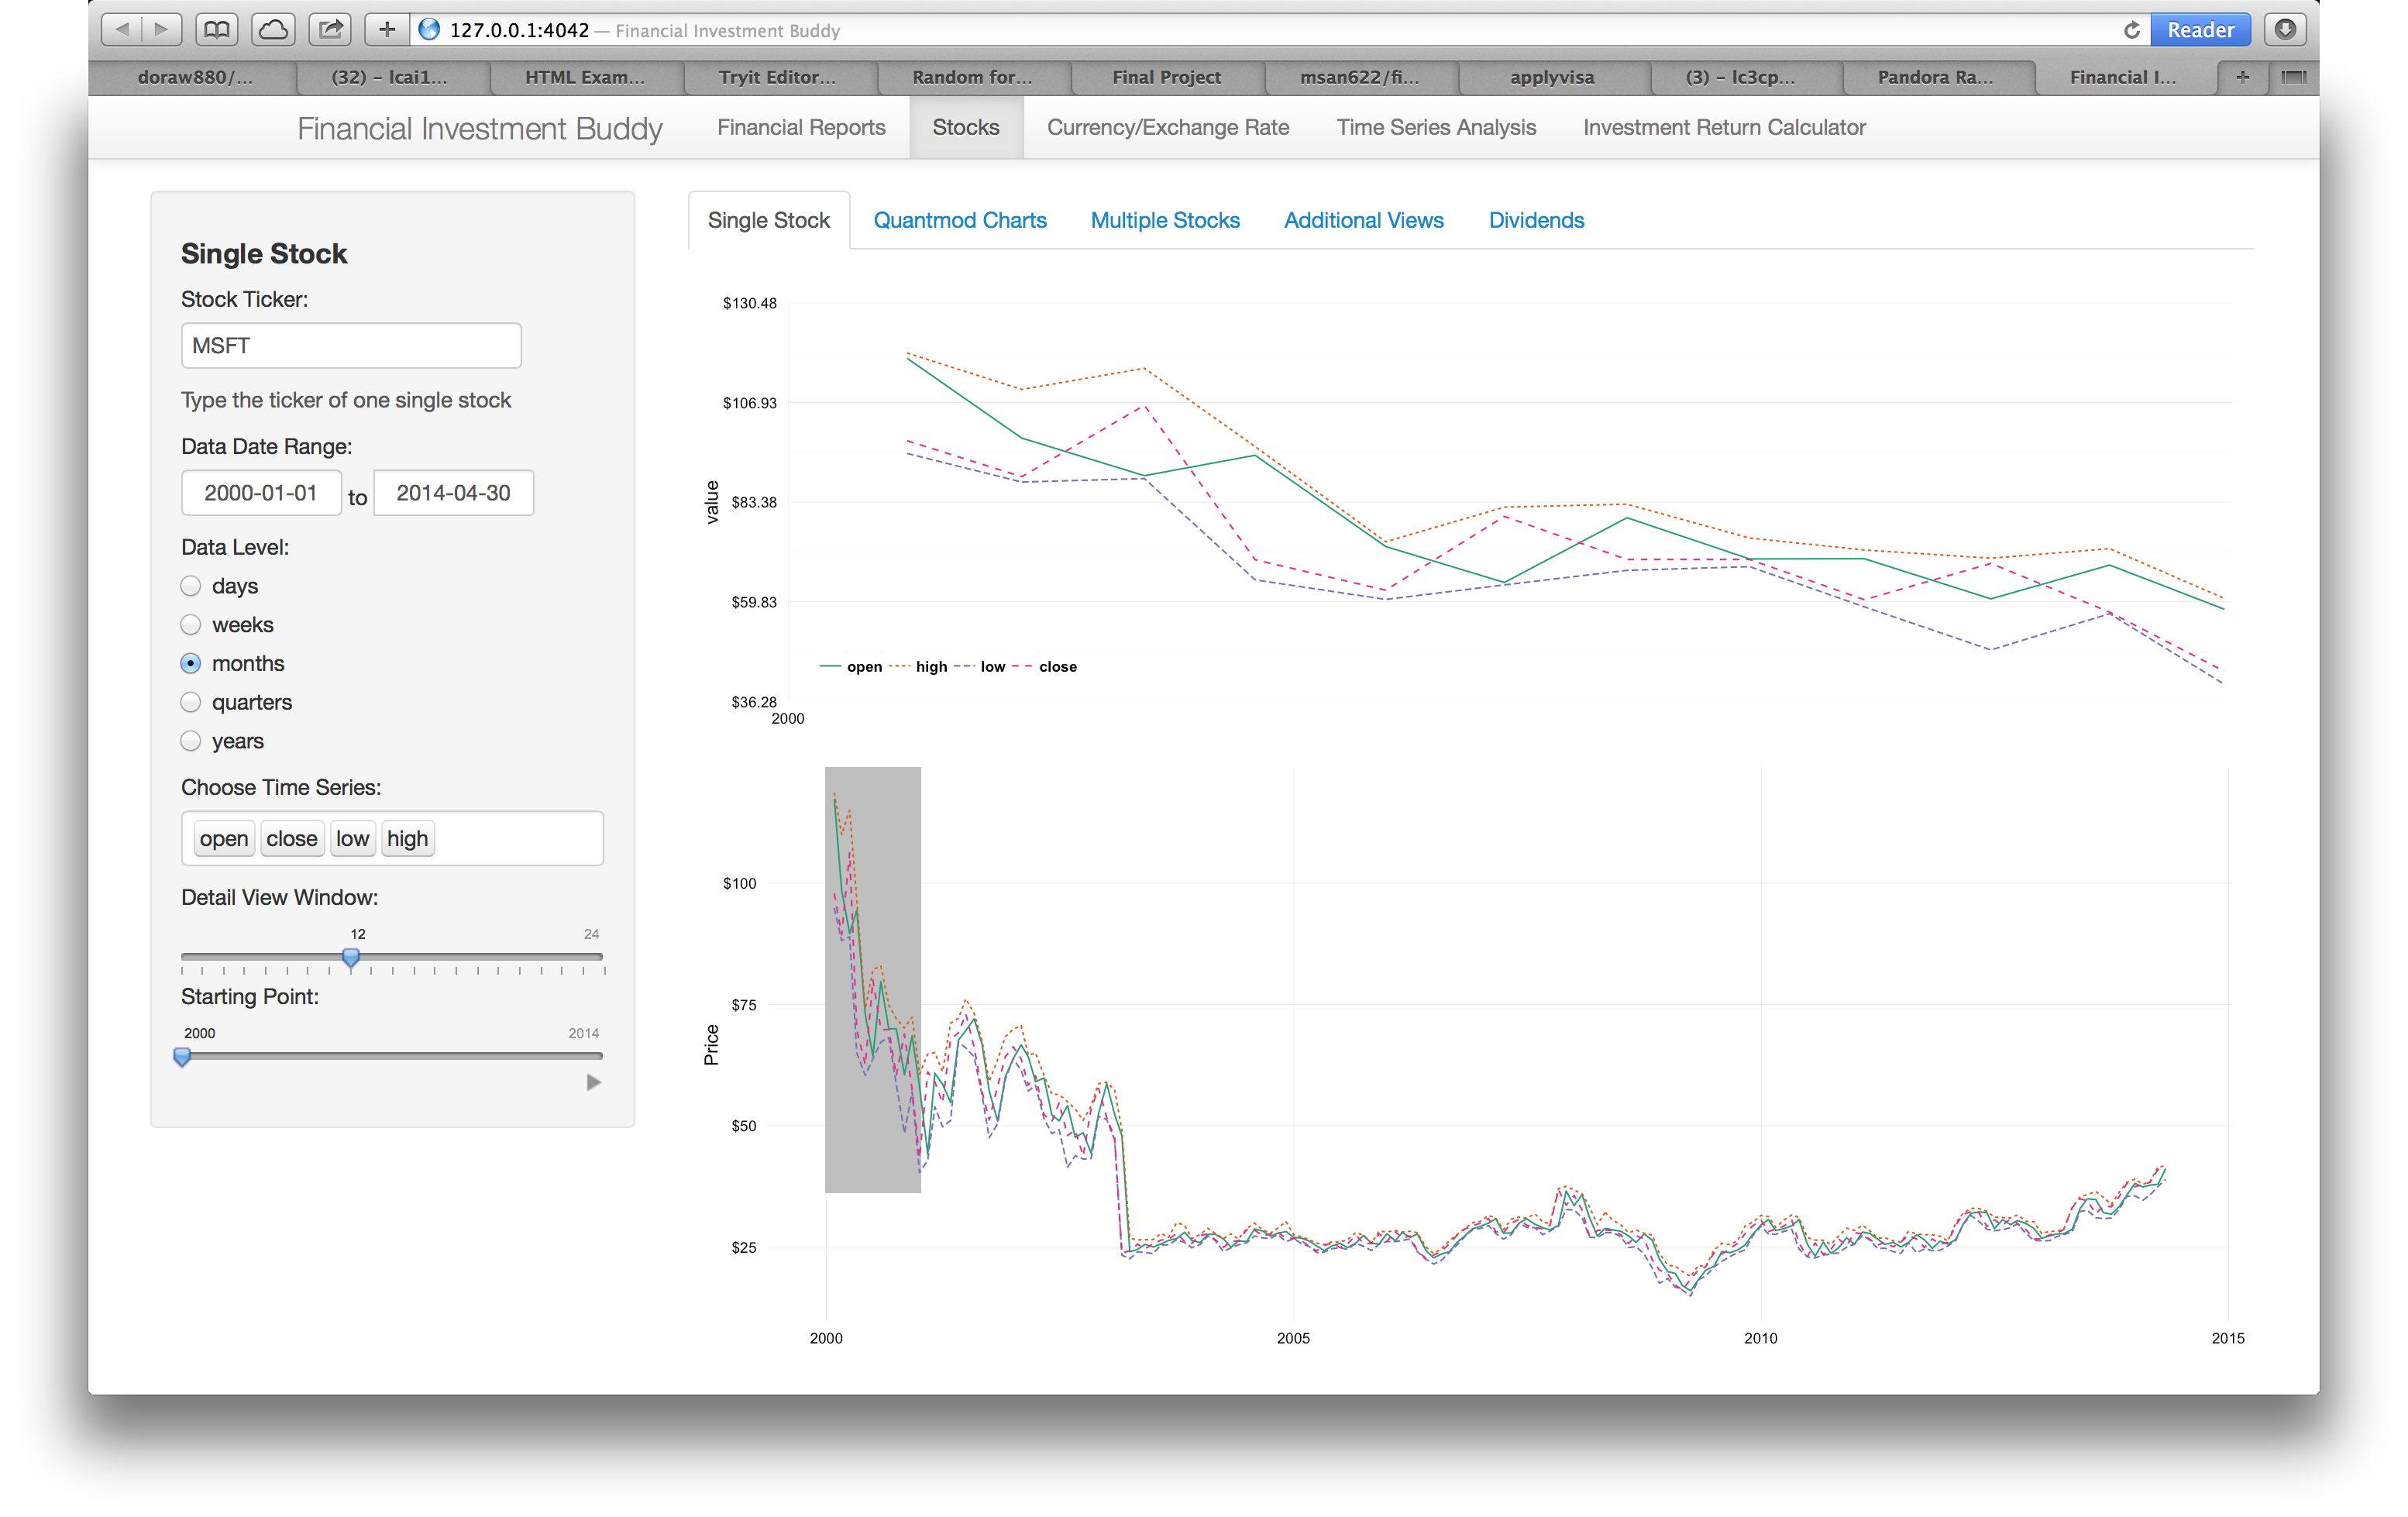 127.0.0.1:4042 — Financial Investment Buddy
Reader
doraw880/... (32) – lcai1... HTML Exam... Tryit Editor... Random for... Final Project msan622/fi... applyvisa (3) – lc3cp... Pandora Ra... Financial I...
Financial Investment Buddy Financial Reports Stocks Currency/Exchange Rate Time Series Analysis Investment Return Calculator
Single Stock
Stock Ticker:
MSFT
Type the ticker of one single stock
Data Date Range:
2000-01-01 to 2014-04-30
Data Level:
days
weeks
months
quarters
years
Choose Time Series:
open close low high
Detail View Window:
12 24
Starting Point:
2000 2014
Single Stock Quantmod Charts Multiple Stocks Additional Views Dividends
$130.48
$106.93
$83.38
$59.83
$36.28
value
open high low close
2000
$100
$75
$50
$25
Price
2000 2005 2010 2015